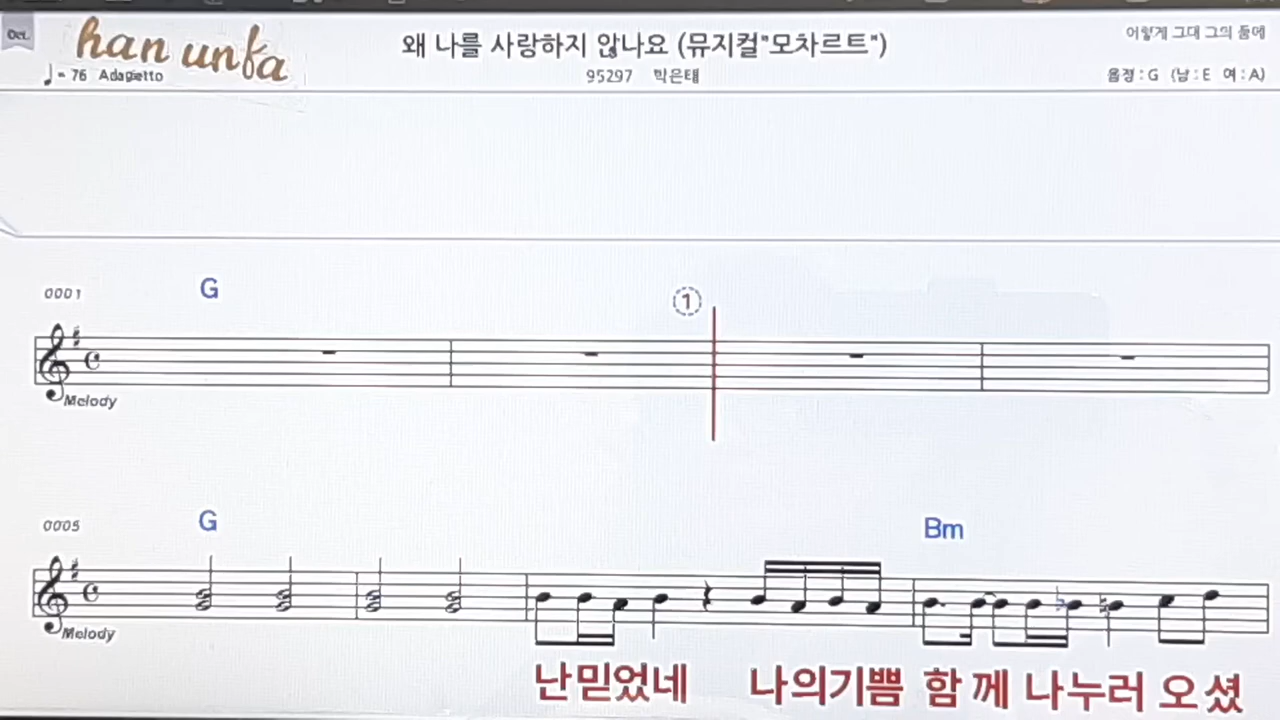 Oct.
han unfa
♩= 76 Adagietto
왜 나를 사랑하지 않나요 (뮤지컬"모차르트")
95297 박은태
어떻게 그대 그의 둘에
음정 : G (남 : E 여 : A)
0001 G ①
Melody
0005 G Bm
Melody
난믿었네 나의기쁨 함께 나누러 오셨